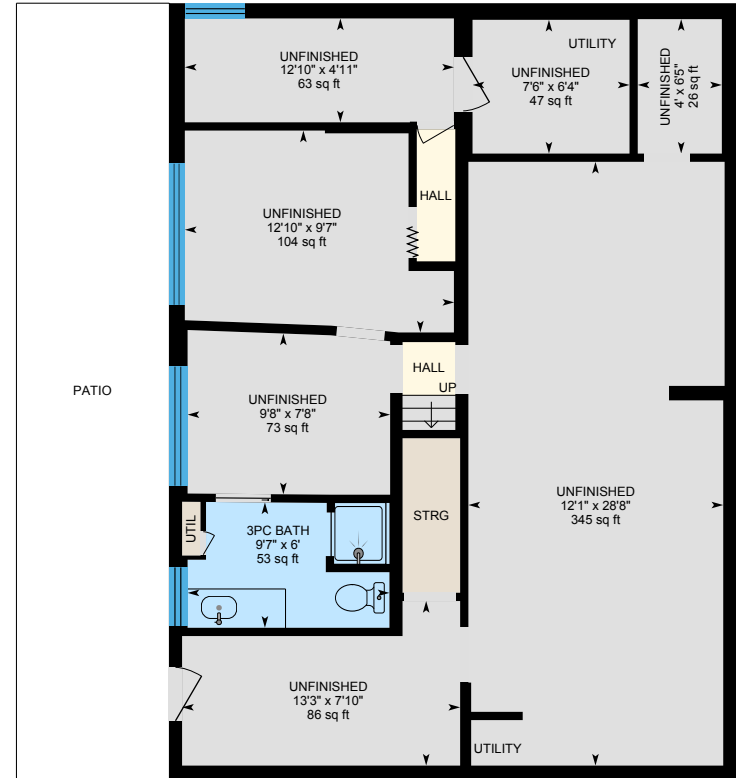 UNFINISHED
12'10" x 4'11"
63 sq ft
UTILITY
UNFINISHED
7'6" x 6'4"
47 sq ft
UNFINISHED
4' x 6'5"
26 sq ft
HALL
UNFINISHED
12'10" x 9'7"
104 sq ft
PATIO
HALL
UP
UNFINISHED
9'8" x 7'8"
73 sq ft
UNFINISHED
12'1" x 28'8"
345 sq ft
STRG
UTIL
3PC BATH
9'7" x 6'
53 sq ft
UNFINISHED
13'3" x 7'10"
86 sq ft
UTILITY